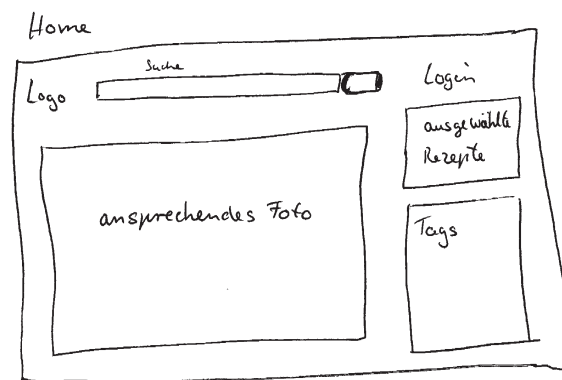 Home
Logo
Suche
Login
ansprechendes Foto
ausgewählte
Rezepte
Tags